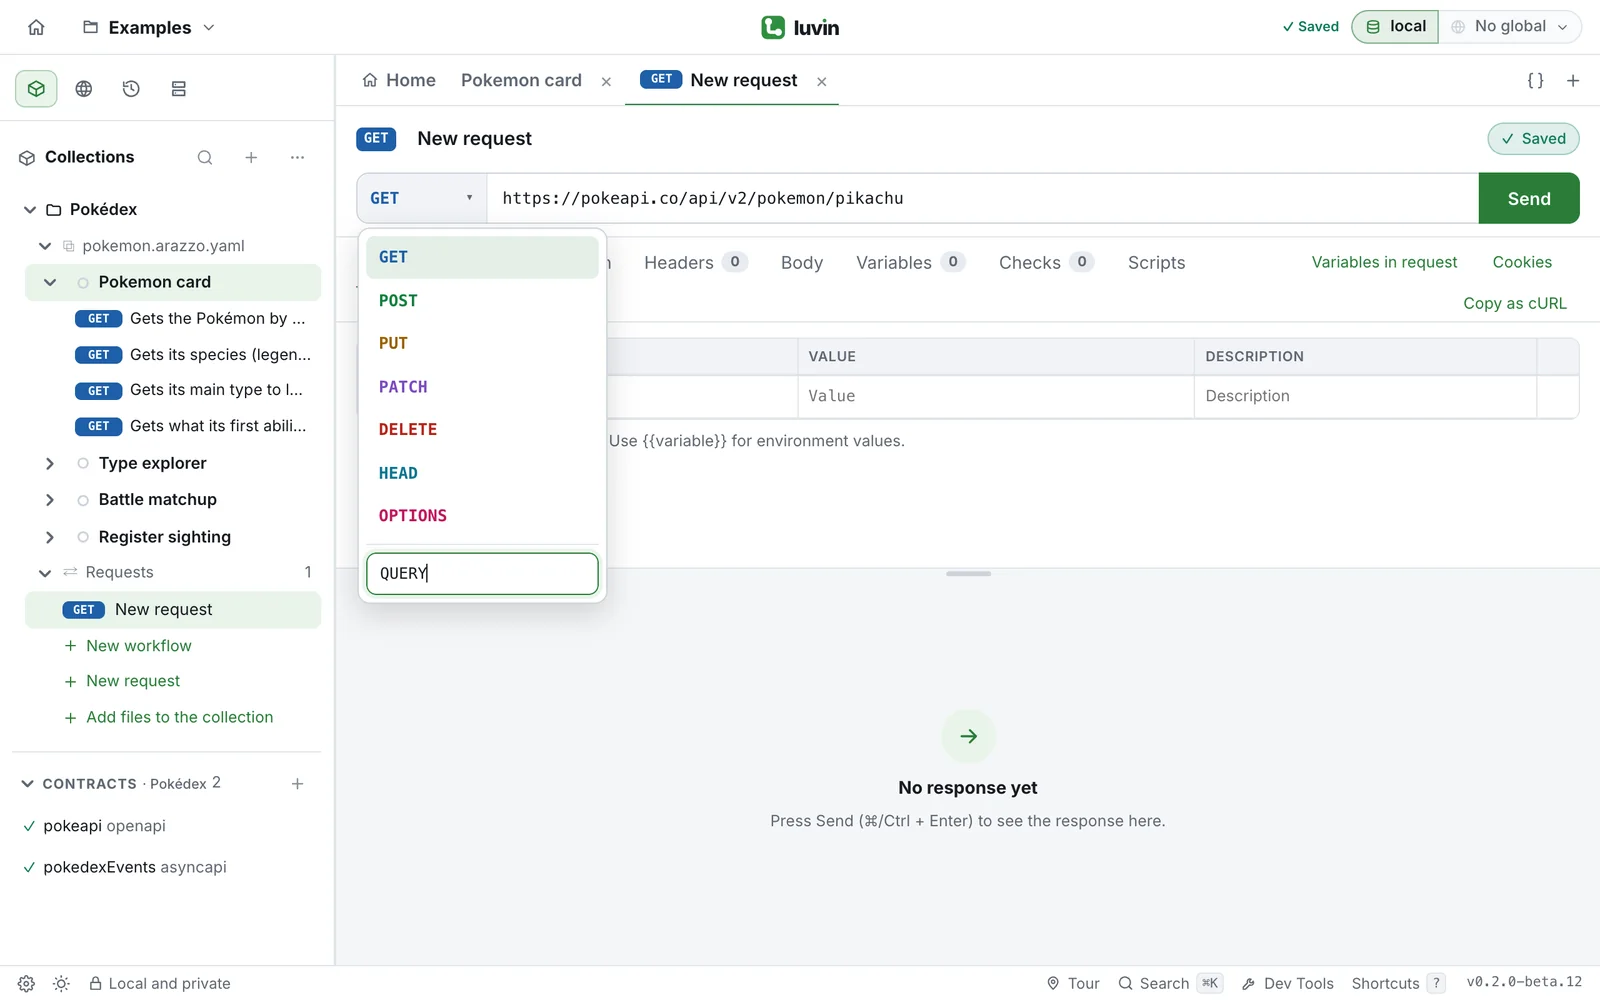 Examples
luvin
Saved
local
No global
Home
Pokemon card
GET New request
{ }
Collections
Pokédex
pokemon.arazzo.yaml
Pokemon card
GET Gets the Pokémon by ...
GET Gets its species (legen...
GET Gets its main type to l...
GET Gets what its first abili...
Type explorer
Battle matchup
Register sighting
Requests 1
GET New request
+ New workflow
+ New request
+ Add files to the collection
CONTRACTS · Pokédex 2
pokeapi openapi
pokedexEvents asyncapi
GET New request
Saved
GET https://pokeapi.co/api/v2/pokemon/pikachu Send
Headers 0 Body Variables 0 Checks 0 Scripts
Variables in request Cookies
Copy as cURL
GET
POST
PUT
PATCH
DELETE
HEAD
OPTIONS
QUERY
VALUE DESCRIPTION
Value Description
Use {{variable}} for environment values.
No response yet
Press Send (⌘/Ctrl + Enter) to see the response here.
Local and private
Tour
Search ⌘K
Dev Tools
Shortcuts ?
v0.2.0-beta.12